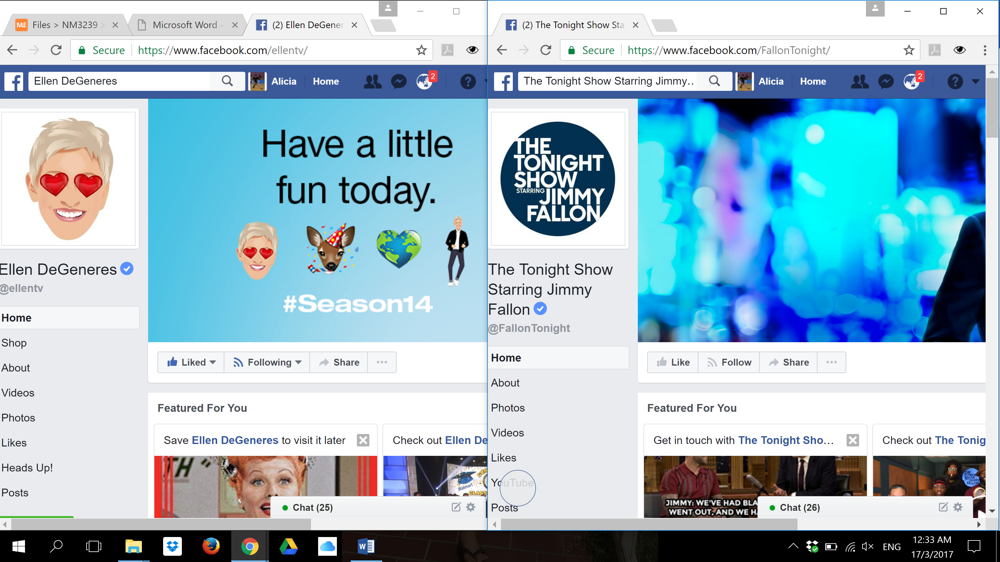 Files > NM3239 >
Microsoft Word -
(2) Ellen DeGener
Secure
https://www.facebook.com/ellentv/
Ellen DeGeneres
Alicia
Home
2
?
Have a little
fun today.
#Season14
Ellen DeGeneres
@ellentv
Home
Shop
About
Videos
Photos
Likes
Heads Up!
Posts
Liked
Following
Share
Featured For You
Save Ellen DeGeneres to visit it later
Check out Ellen De
Walmart
Chat (25)
(2) The Tonight Show Sta
Secure
https://www.facebook.com/FallonTonight/
The Tonight Show Starring Jimmy..
Alicia
Home
2
?
THE
TONIGHT
SHOW
STARRING JIMMY
FALLON
The Tonight Show
Starring Jimmy
Fallon
@FallonTonight
Home
About
Photos
Videos
Likes
YouTube
Posts
Like
Follow
Share
Featured For You
Get in touch with The Tonight Sho...
Check out The Tonig
JIMMY: WE'VE HAD BLA
WENT OUT, AND WE H
Chat (26)
ENG
12:33 AM
17/3/2017